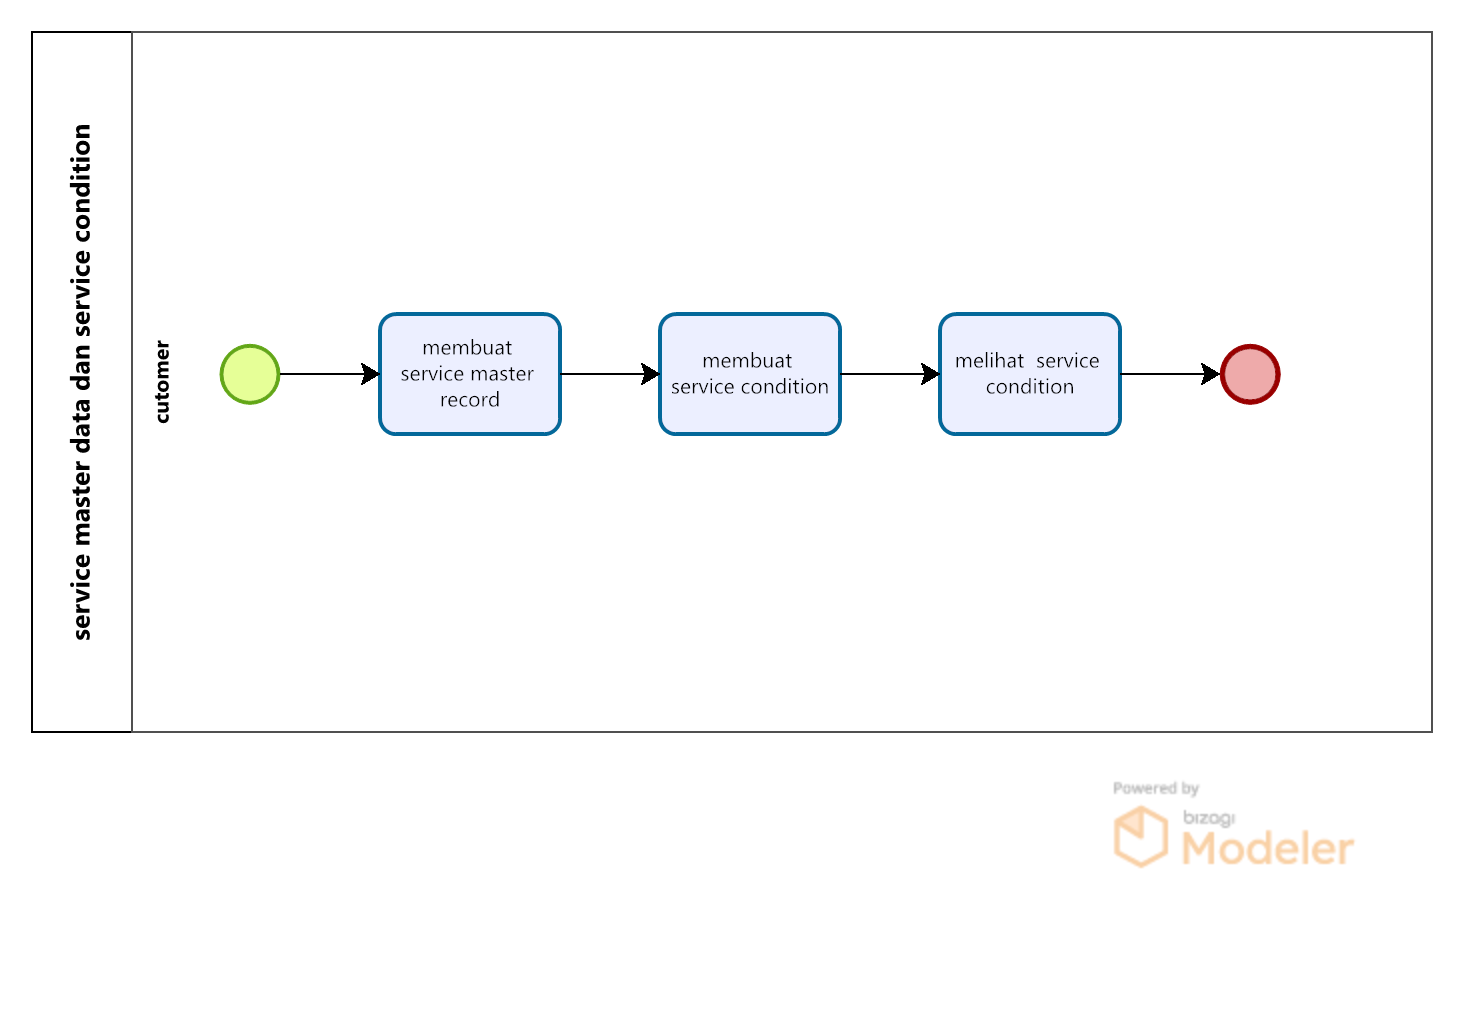 service master data dan service condition
cutomer
membuat
service master
record
membuat
service condition
melihat  service
condition
Powered by
bizagi
Modeler